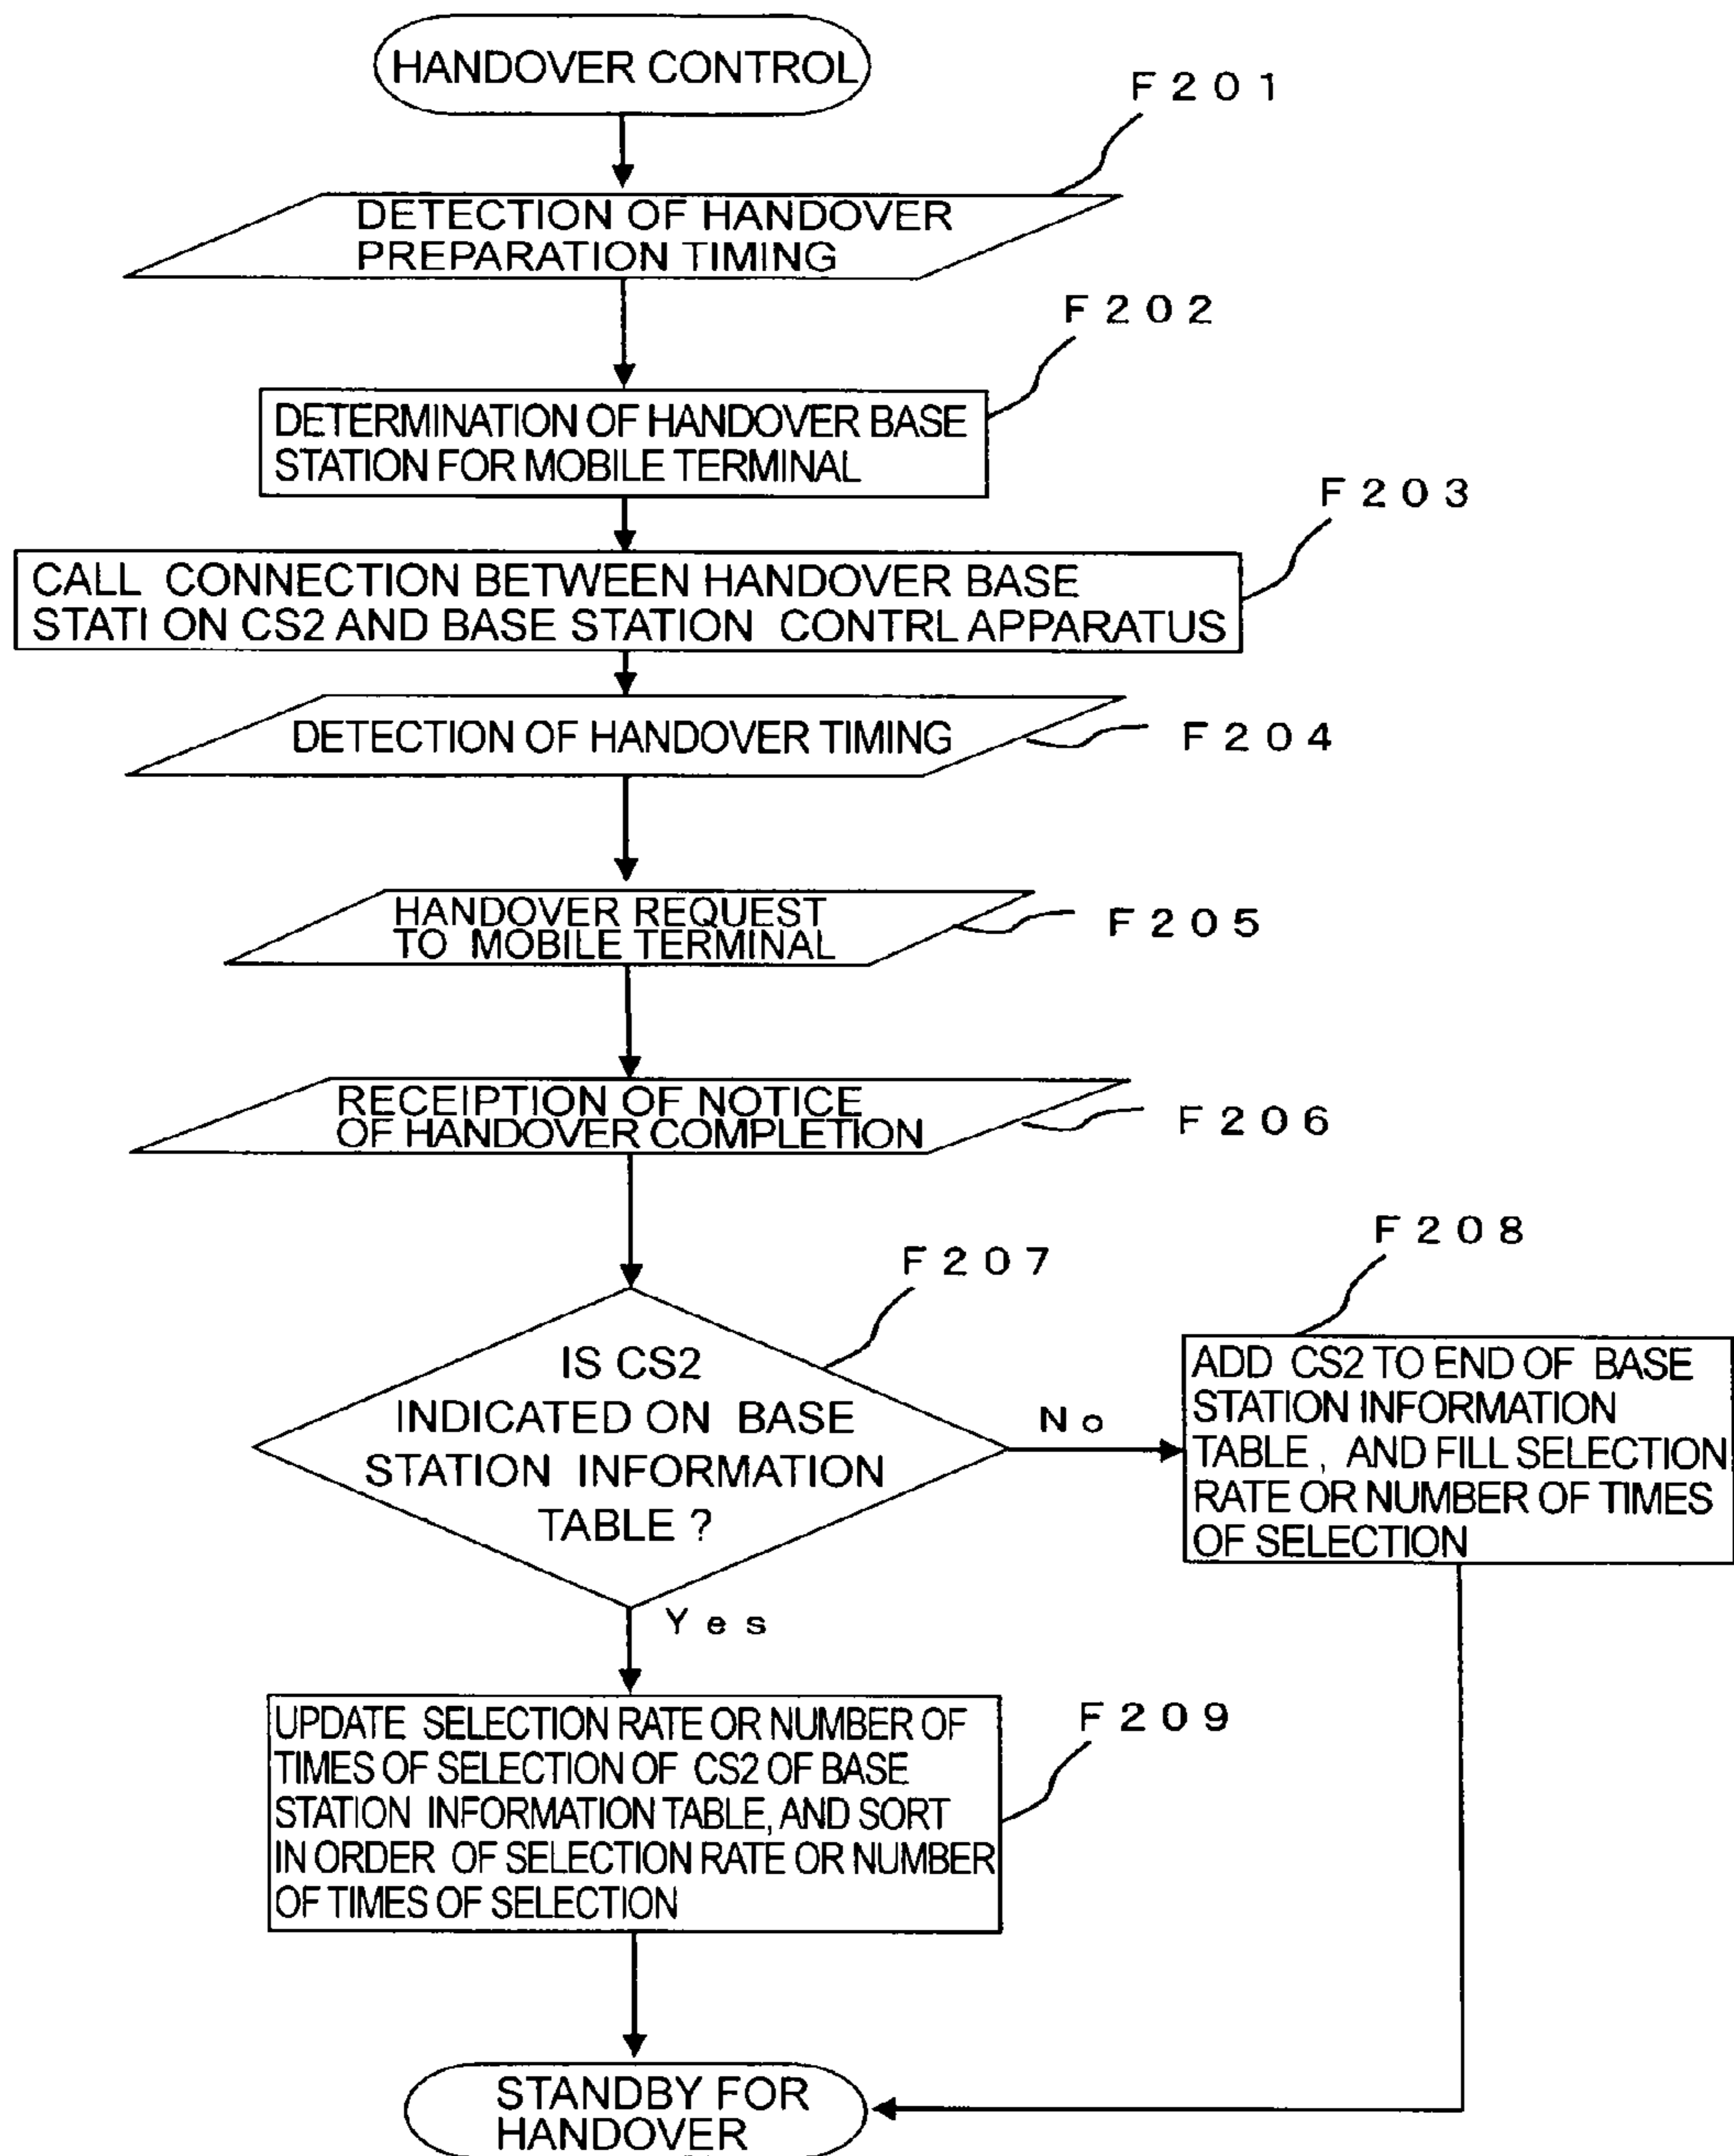 HANDOVER CONTROL
F201
DETECTION OF HANDOVER
PREPARATION TIMING
F202
DETERMINATION OF HANDOVER BASE
STATION FOR MOBILE TERMINAL
F203
CALL CONNECTION BETWEEN HANDOVER BASE
STATI ON CS2 AND BASE STATION CONTRL APPARATUS
DETECTION OF HANDOVER TIMING
F204
HANDOVER REQUEST
TO MOBILE TERMINAL
F205
RECEIPTION OF NOTICE
OF HANDOVER COMPLETION
F206
F207
IS CS2
INDICATED ON BASE
STATION INFORMATION
TABLE ?
No
F208
ADD CS2 TO END OF BASE
STATION INFORMATION
TABLE , AND FILL SELECTION
RATE OR NUMBER OF TIMES
OF SELECTION
Yes
F209
UPDATE SELECTION RATE OR NUMBER OF
TIMES OF SELECTION OF CS2 OF BASE
STATION INFORMATION TABLE, AND SORT
IN ORDER OF SELECTION RATE OR NUMBER
OF TIMES OF SELECTION
STANDBY FOR
HANDOVER